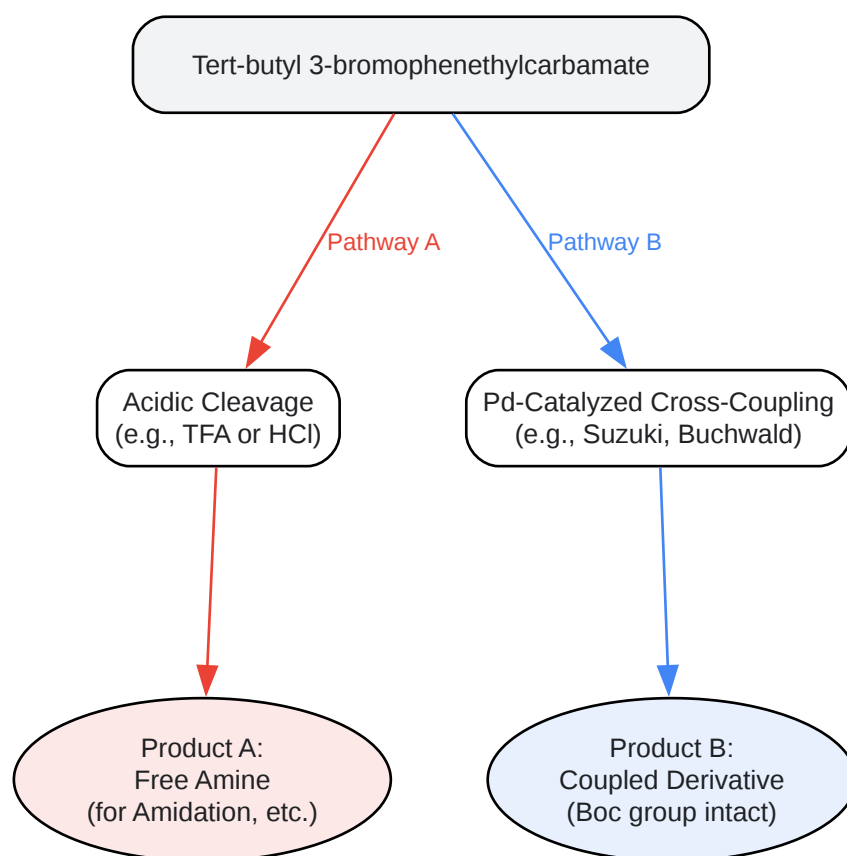 Tert-butyl 3-bromophenethylcarbamate
Pathway A
Pathway B
Acidic Cleavage
(e.g., TFA or HCl)
Pd-Catalyzed Cross-Coupling
(e.g., Suzuki, Buchwald)
Product A:
Free Amine
(for Amidation, etc.)
Product B:
Coupled Derivative
(Boc group intact)